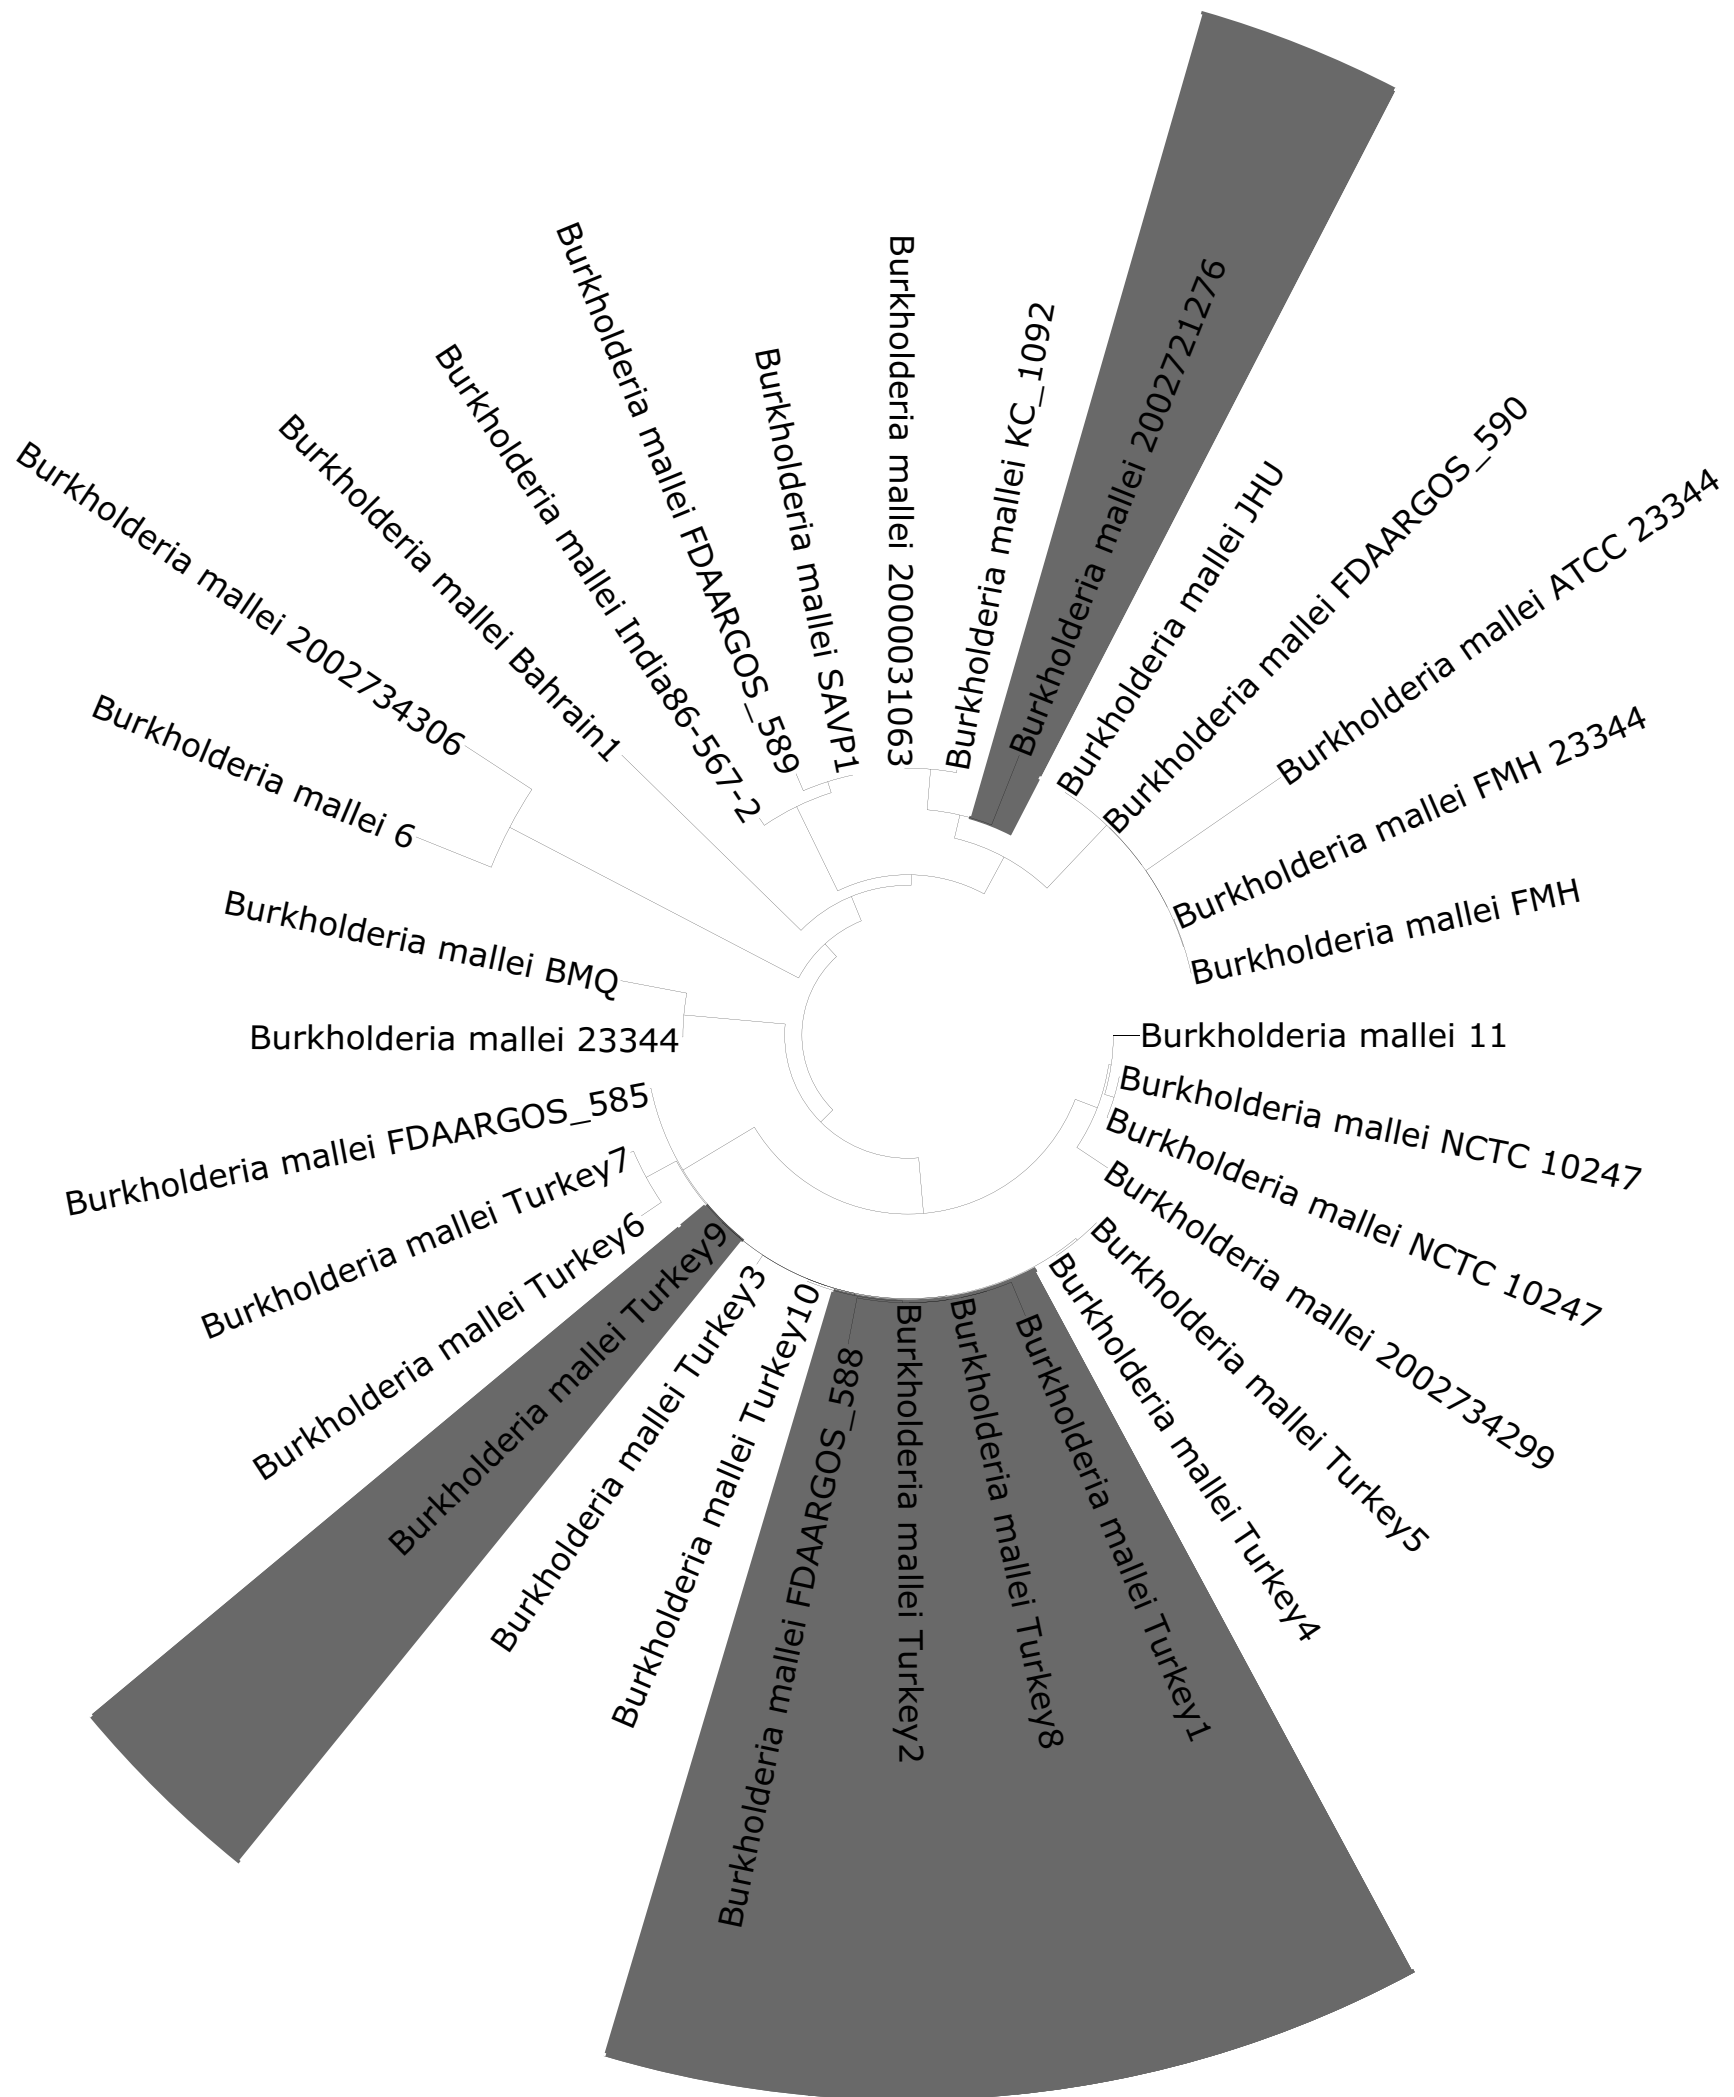 Burkholderia mallei 2002721276
Burkholderia mallei JHU
Burkholderia mallei FDAARGOS_590
Burkholderia mallei ATCC 23344
Burkholderia mallei FMH 23344
Burkholderia mallei FMH
Burkholderia mallei 11
Burkholderia mallei NCTC 10247
Burkholderia mallei NCTC 10247
Burkholderia mallei 2002734299
Burkholderia mallei Turkey5
Burkholderia mallei Turkey4
Burkholderia mallei Turkey1
Burkholderia mallei Turkey8
Burkholderia mallei Turkey2
Burkholderia mallei FDAARGOS_588
Burkholderia mallei Turkey10
Burkholderia mallei Turkey3
Burkholderia mallei Turkey9
Burkholderia mallei Turkey6
Burkholderia mallei Turkey7
Burkholderia mallei FDAARGOS_585
Burkholderia mallei 23344
Burkholderia mallei BMQ
Burkholderia mallei 6
Burkholderia mallei 2002734306
Burkholderia mallei Bahrain1
Burkholderia mallei India86-567-2
Burkholderia mallei FDAARGOS_589
Burkholderia mallei SAVP1
Burkholderia mallei 2000031063
Burkholderia mallei KC_1092